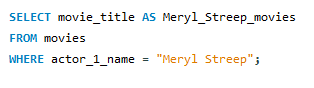 SELECT movie_title AS Meryl_Streep_movies
FROM movies
WHERE actor_1_name = "Meryl Streep";